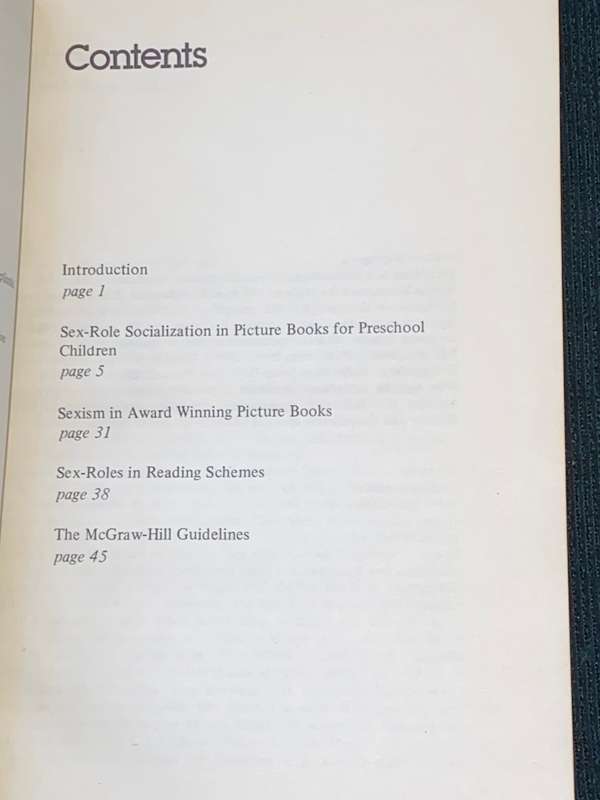 Contents
Introduction
page 1
Sex-Role Socialization in Picture Books for Preschool
Children
page 5
Sexism in Award Winning Picture Books
page 31
Sex-Roles in Reading Schemes
page 38
The McGraw-Hill Guidelines
page 45